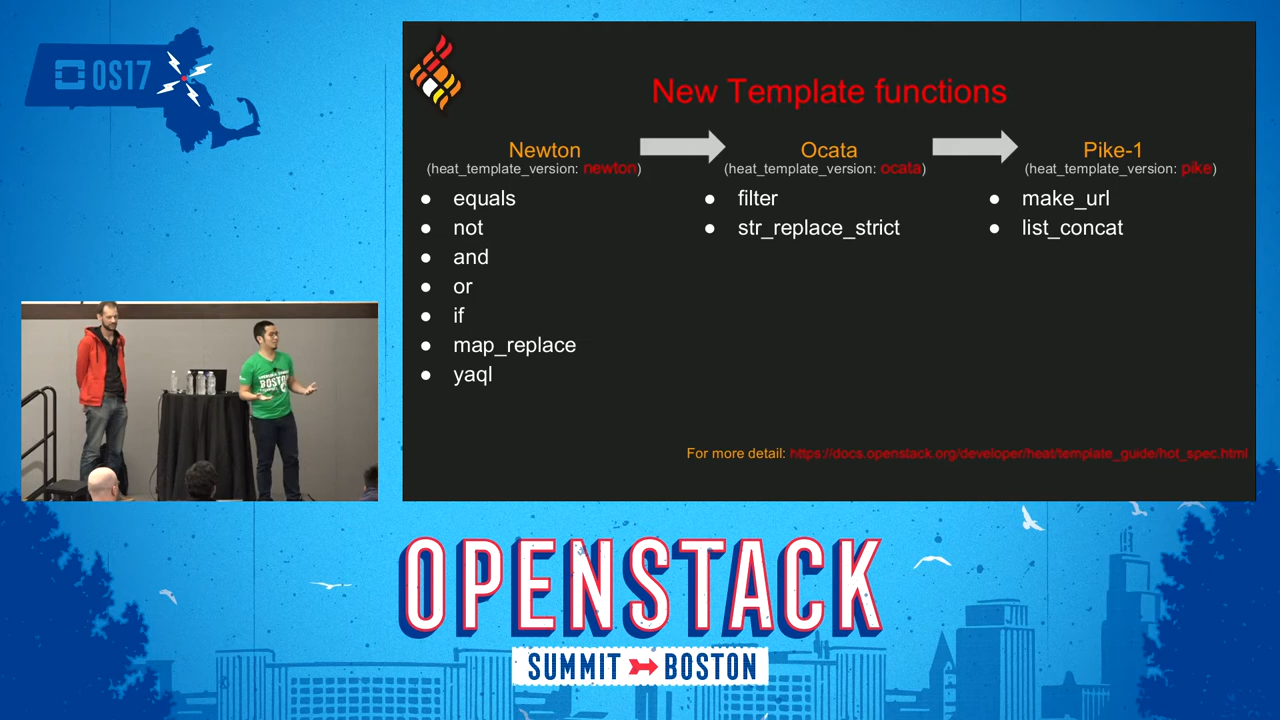 OS17
New Template functions
Newton
(heat_template_version: newton)
equals
not
and
or
if
map_replace
yaql
Ocata
(heat_template_version: ocata)
filter
str_replace_strict
Pike-1
(heat_template_version: pike)
make_url
list_concat
For more detail: https://docs.openstack.org/developer/heat/template_guide/hot_spec.html
BOSTON
OPENSTACK
SUMMIT BOSTON